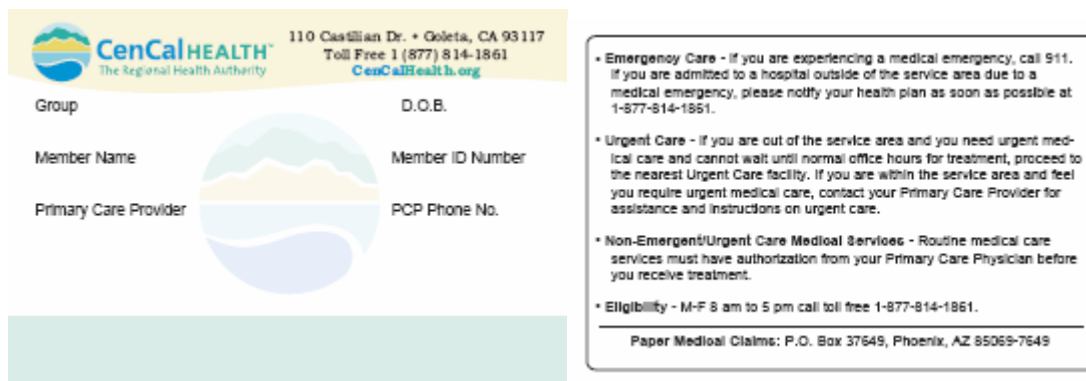 CenCalHEALTH™
The Regional Health Authority
110 Castilian Dr. • Goleta, CA 93117
Toll Free 1 (877) 814-1861
CenCalHealth.org
Group
D.O.B.
Member Name
Member ID Number
Primary Care Provider
PCP Phone No.
• Emergency Care - If you are experiencing a medical emergency, call 911.
If you are admitted to a hospital outside of the service area due to a
medical emergency, please notify your health plan as soon as possible at
1-877-814-1861.
• Urgent Care - If you are out of the service area and you need urgent med-
ical care and cannot wait until normal office hours for treatment, proceed to
the nearest Urgent Care facility. If you are within the service area and feel
you require urgent medical care, contact your Primary Care Provider for
assistance and instructions on urgent care.
• Non-Emergent/Urgent Care Medical Services - Routine medical care
services must have authorization from your Primary Care Physician before
you receive treatment.
• Eligibility - M-F 8 am to 5 pm call toll free 1-877-814-1861.
Paper Medical Claims: P.O. Box 37649, Phoenix, AZ 85069-7649